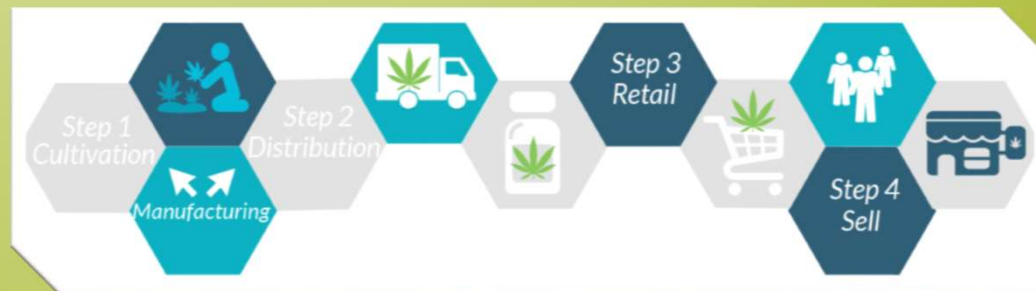 Step 1
Cultivation
Manufacturing
Step 2
Distribution
Step 3
Retail
Step 4
Sell